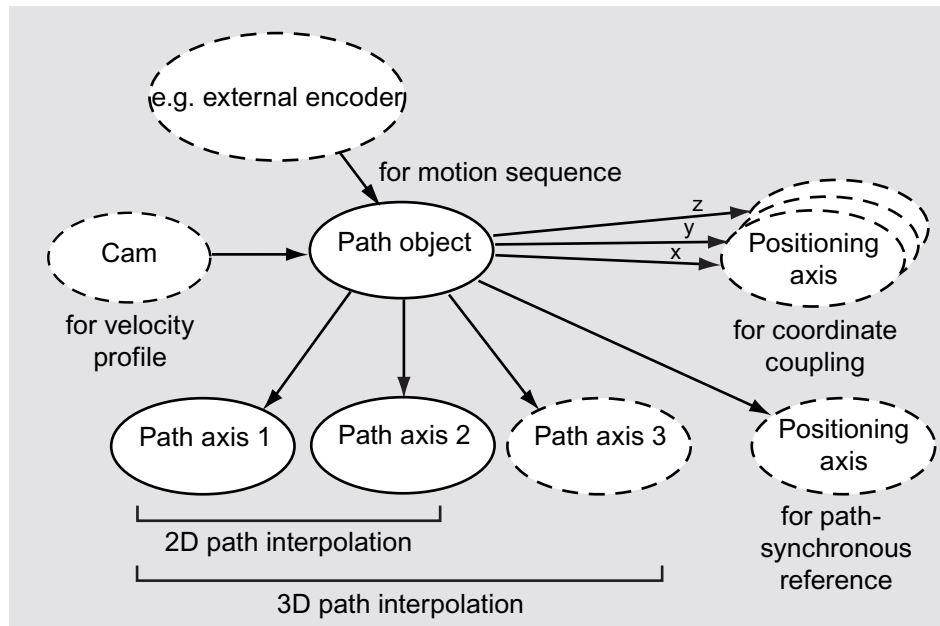 e.g. external encoder
for motion sequence
z
y
x
Path object
Cam
Positioning
axis
for velocity
profile
for coordinate
coupling
Path axis 1
Path axis 2
Path axis 3
Positioning
axis
2D path interpolation
3D path interpolation
for path-
synchronous
reference